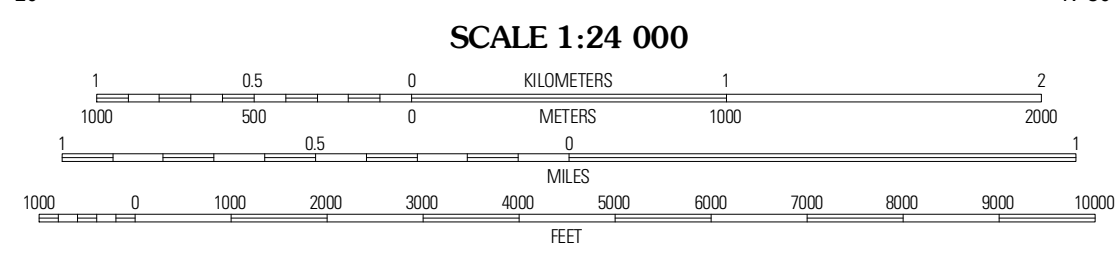 SCALE 1:24 000
1 0.5 0 KILOMETERS 1 2
1000 500 0 METERS 1000 2000
1 0.5 0 1
MILES
1000 0 1000 2000 3000 4000 5000 6000 7000 8000 9000 10000
FEET